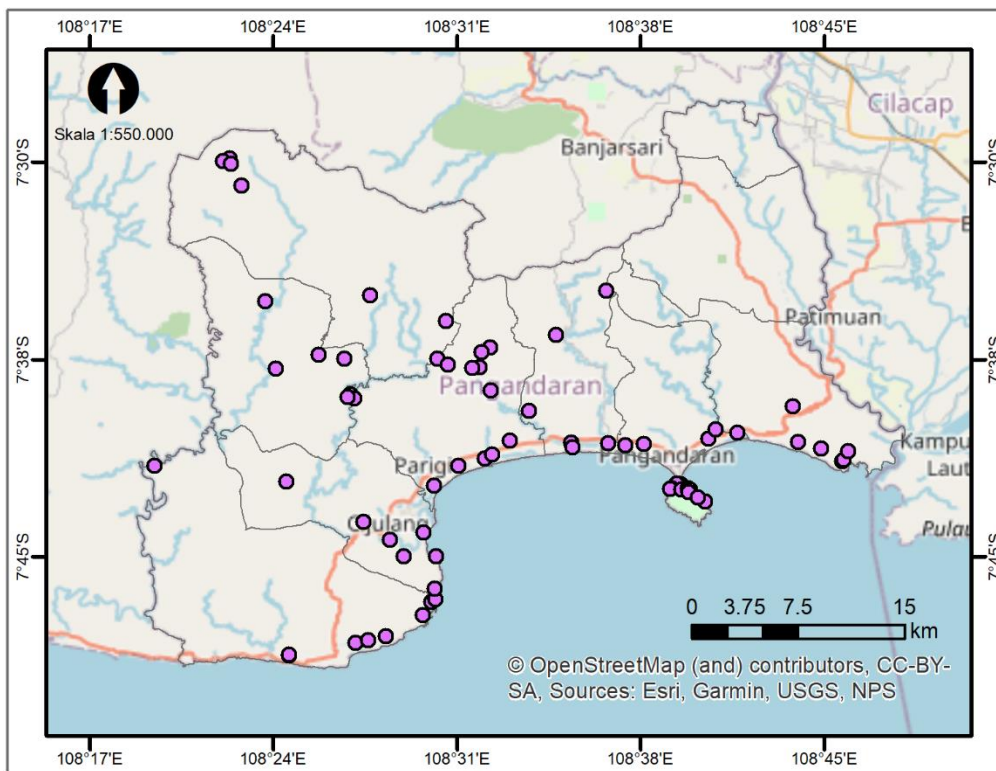 108°17'E 108°24'E 108°31'E 108°38'E 108°45'E
Skala 1:550.000
Cilacap
Banjarsari
7°30'S 7°30'S
Patimuan
7°38'S 7°38'S
Pangandaran
Parigi
Pangandaran
Kampu
Laut
Cijulang
Pulau
7°45'S 7°45'S
0 3.75 7.5 15
km
© OpenStreetMap (and) contributors, CC-BY-
SA, Sources: Esri, Garmin, USGS, NPS
108°17'E 108°24'E 108°31'E 108°38'E 108°45'E